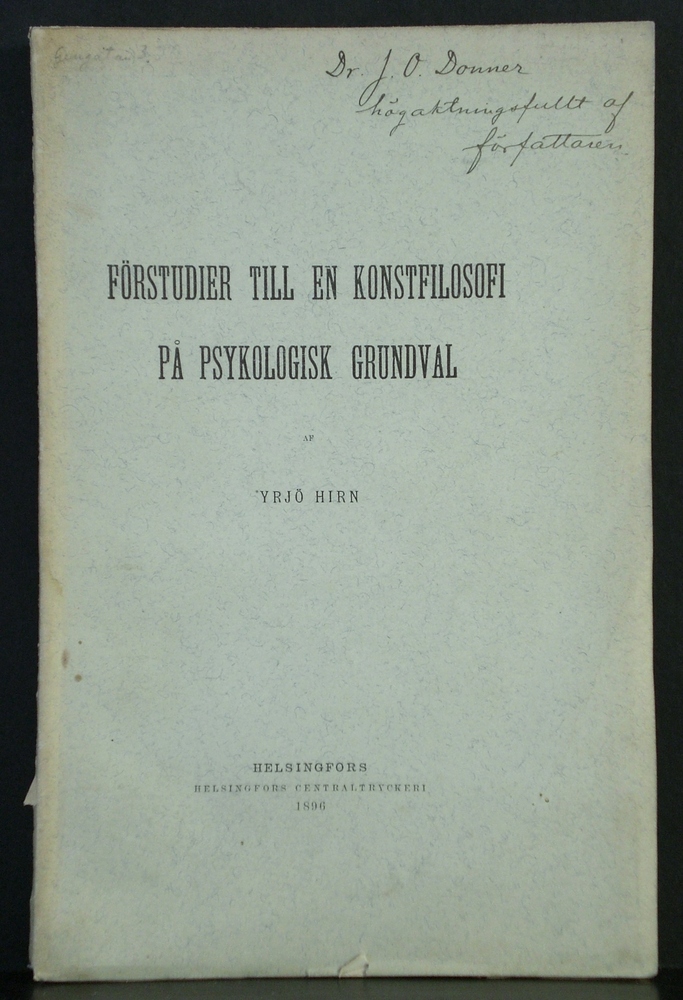 Dr. J. O. Donner
högaktningsfullt af
författaren
FÖRSTUDIER TILL EN KONSTFILOSOFI
PÅ PSYKOLOGISK GRUNDVAL
AF
YRJÖ HIRN
HELSINGFORS
HELSINGFORS CENTRALTRYCKERI
1896